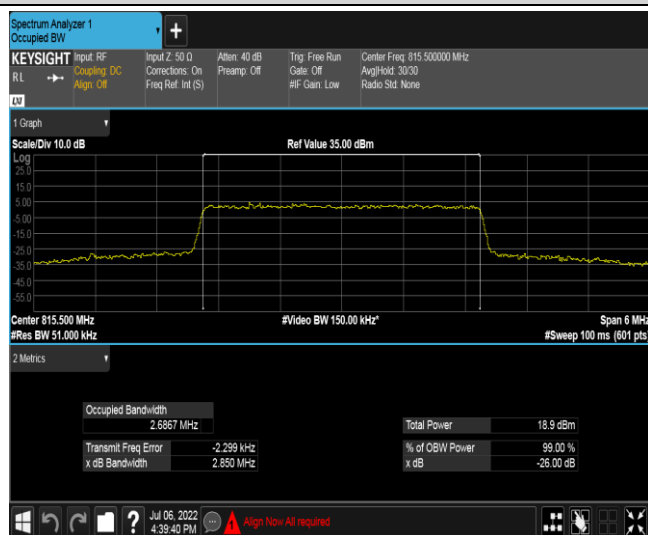 Spectrum Analyzer 1
Occupied BW
+
KEYSIGHT Input: RF Input Z: 50 Ω Atten: 40 dB Trig: Free Run Center Freq: 815.500000 MHz
RL Coupling: DC Corrections: On Preamp: Off Gate: Off Avg|Hold: 30/30
Align: Off Freq Ref: Int (S) #IF Gain: Low Radio Std: None
LXI
1 Graph
Scale/Div 10.0 dB Ref Value 35.00 dBm
Log
25.0
15.0
5.00
-5.00
-15.0
-25.0
-35.0
-45.0
-55.0
Center 815.500 MHz #Video BW 150.00 kHz* Span 6 MHz
#Res BW 51.000 kHz #Sweep 100 ms (601 pts)
2 Metrics
Occupied Bandwidth
2.6867 MHz Total Power 18.9 dBm
Transmit Freq Error -2.299 kHz % of OBW Power 99.00 %
x dB Bandwidth 2.850 MHz x dB -26.00 dB
? Jul 06, 2022
4:39:40 PM
1 Align Now All required